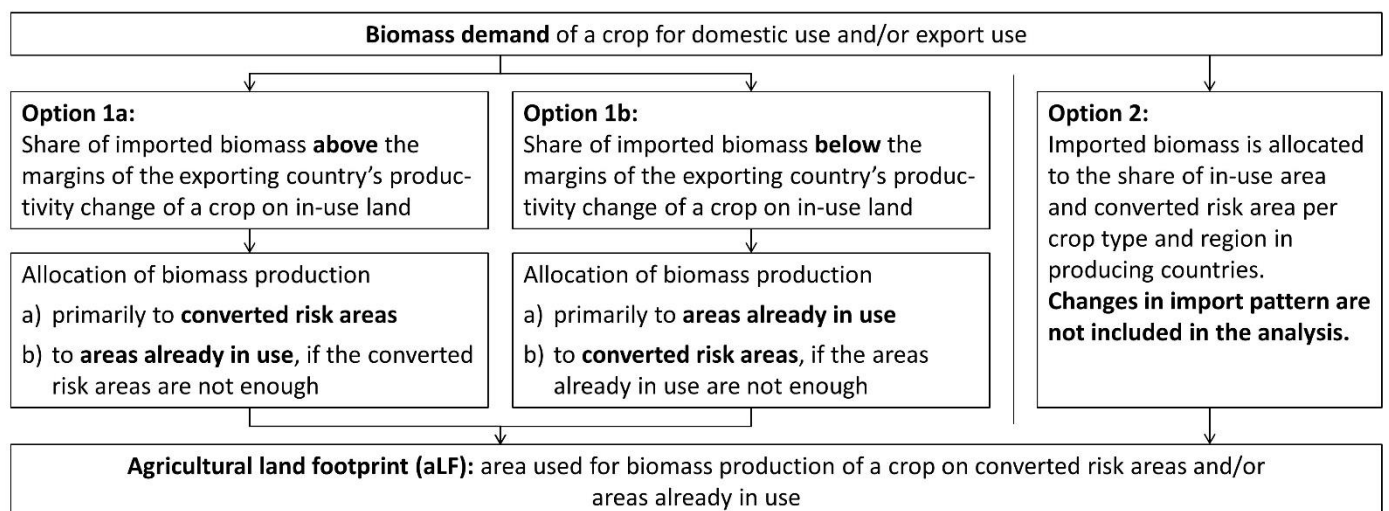 Biomass demand of a crop for domestic use and/or export use
Option 1a:
Share of imported biomass above the
margins of the exporting country's produc-
tivity change of a crop on in-use land
Allocation of biomass production
a) primarily to converted risk areas
b) to areas already in use, if the converted
risk areas are not enough
Option 1b:
Share of imported biomass below the
margins of the exporting country's produc-
tivity change of a crop on in-use land
Allocation of biomass production
a) primarily to areas already in use
b) to converted risk areas, if the areas
already in use are not enough
Option 2:
Imported biomass is allocated
to the share of in-use area
and converted risk area per
crop type and region in
producing countries.
Changes in import pattern are
not included in the analysis.
Agricultural land footprint (aLF): area used for biomass production of a crop on converted risk areas and/or
areas already in use